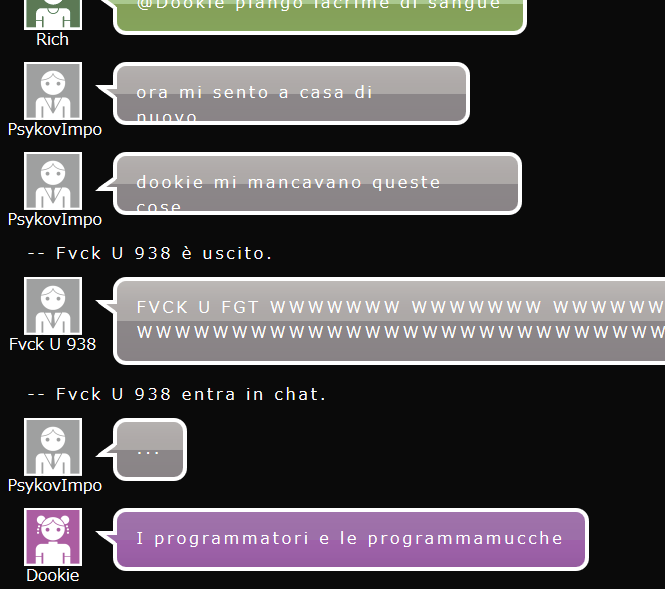 @Dookie piango lacrime di sangue
Rich
ora mi sento a casa di
nuovo
PsykovImpo
dookie mi mancavano queste
cose
PsykovImpo
-- Fvck U 938 è uscito.
FVCK U FGT WWWWWWW WWWWWWW WWWWWW
WWWWWWWWWWWWWWWWWWWWWWWWWWWW
Fvck U 938
-- Fvck U 938 entra in chat.
...
PsykovImpo
I programmatori e le programmamucche
Dookie